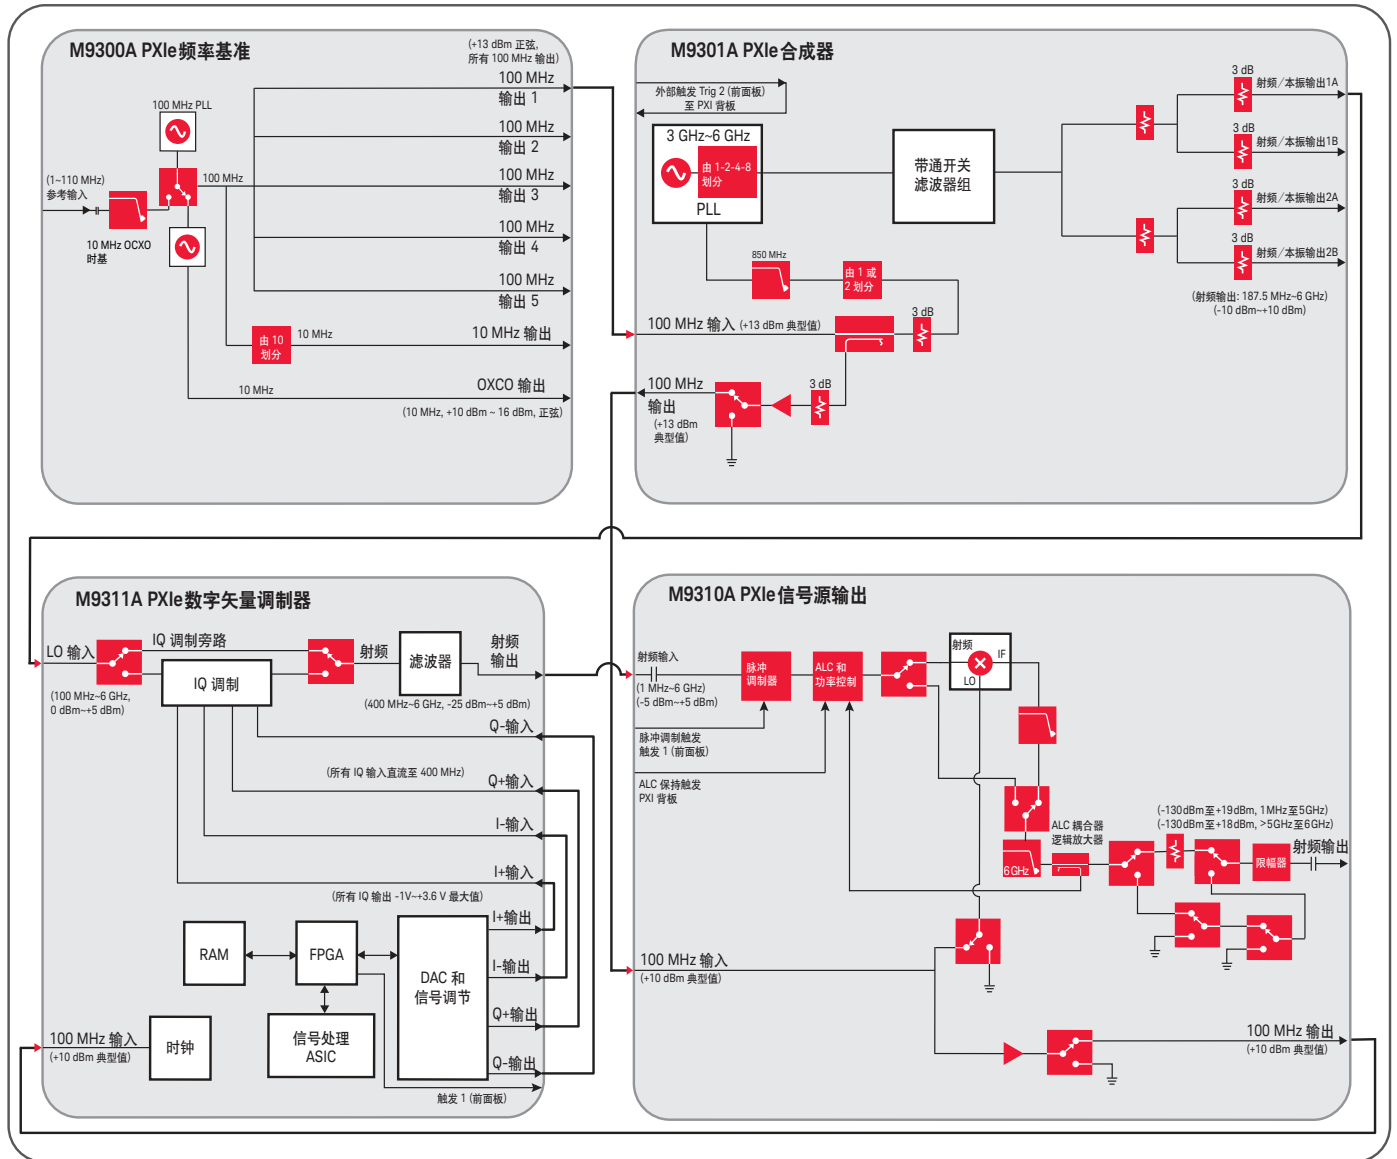 M9300A PXIe频率基准
(+13 dBm 正弦,
所有 100 MHz 输出)
100 MHz
输出 1
100 MHz
输出 2
100 MHz
输出 3
100 MHz
输出 4
100 MHz
输出 5
100 MHz PLL
(1~110 MHz)
参考输入
100 MHz
10 MHz OCXO
时基
由 10
划分
10 MHz
10 MHz 输出
10 MHz
OXCO 输出
(10 MHz, +10 dBm ~ 16 dBm, 正弦)
M9301A PXIe合成器
外部触发 Trig 2 (前面板)
至 PXI 背板
3 GHz~6 GHz
由 1-2-4-8
划分
PLL
带通开关
滤波器组
3 dB
射频/本振输出1A
3 dB
射频/本振输出1B
3 dB
射频/本振输出2A
3 dB
射频/本振输出2B
(射频输出: 187.5 MHz~6 GHz)
(-10 dBm~+10 dBm)
850 MHz
由 1 或
2 划分
3 dB
100 MHz 输入 (+13 dBm 典型值)
100 MHz
输出
(+13 dBm
典型值)
3 dB
M9311A PXIe数字矢量调制器
LO 输入
(100 MHz~6 GHz,
0 dBm~+5 dBm)
IQ 调制旁路
IQ 调制
射频
滤波器
射频
输出
(400 MHz~6 GHz, -25 dBm~+5 dBm)
Q-输入
(所有 IQ 输入直流至 400 MHz)
Q+输入
I-输入
I+输入
(所有 IQ 输出 -1V~+3.6 V 最大值)
I+输出
I-输出
Q+输出
Q-输出
RAM
FPGA
DAC 和
信号调节
信号处理
ASIC
100 MHz 输入
(+10 dBm 典型值)
时钟
触发 1 (前面板)
M9310A PXIe信号源输出
射频输入
(1 MHz~6 GHz)
(-5 dBm~+5 dBm)
脉冲
调制器
ALC 和
功率控制
射频
IF
LO
脉冲调制触发
触发 1 (前面板)
ALC 保持触发
PXI 背板
ALC 耦合器
逻辑放大器
6 GHz
(-130dBm至+19dBm, 1MHz至5GHz)
(-130dBm至+18dBm, >5GHz至6GHz)
限幅器
射频输出
100 MHz 输入
(+10 dBm 典型值)
100 MHz 输出
(+10 dBm 典型值)